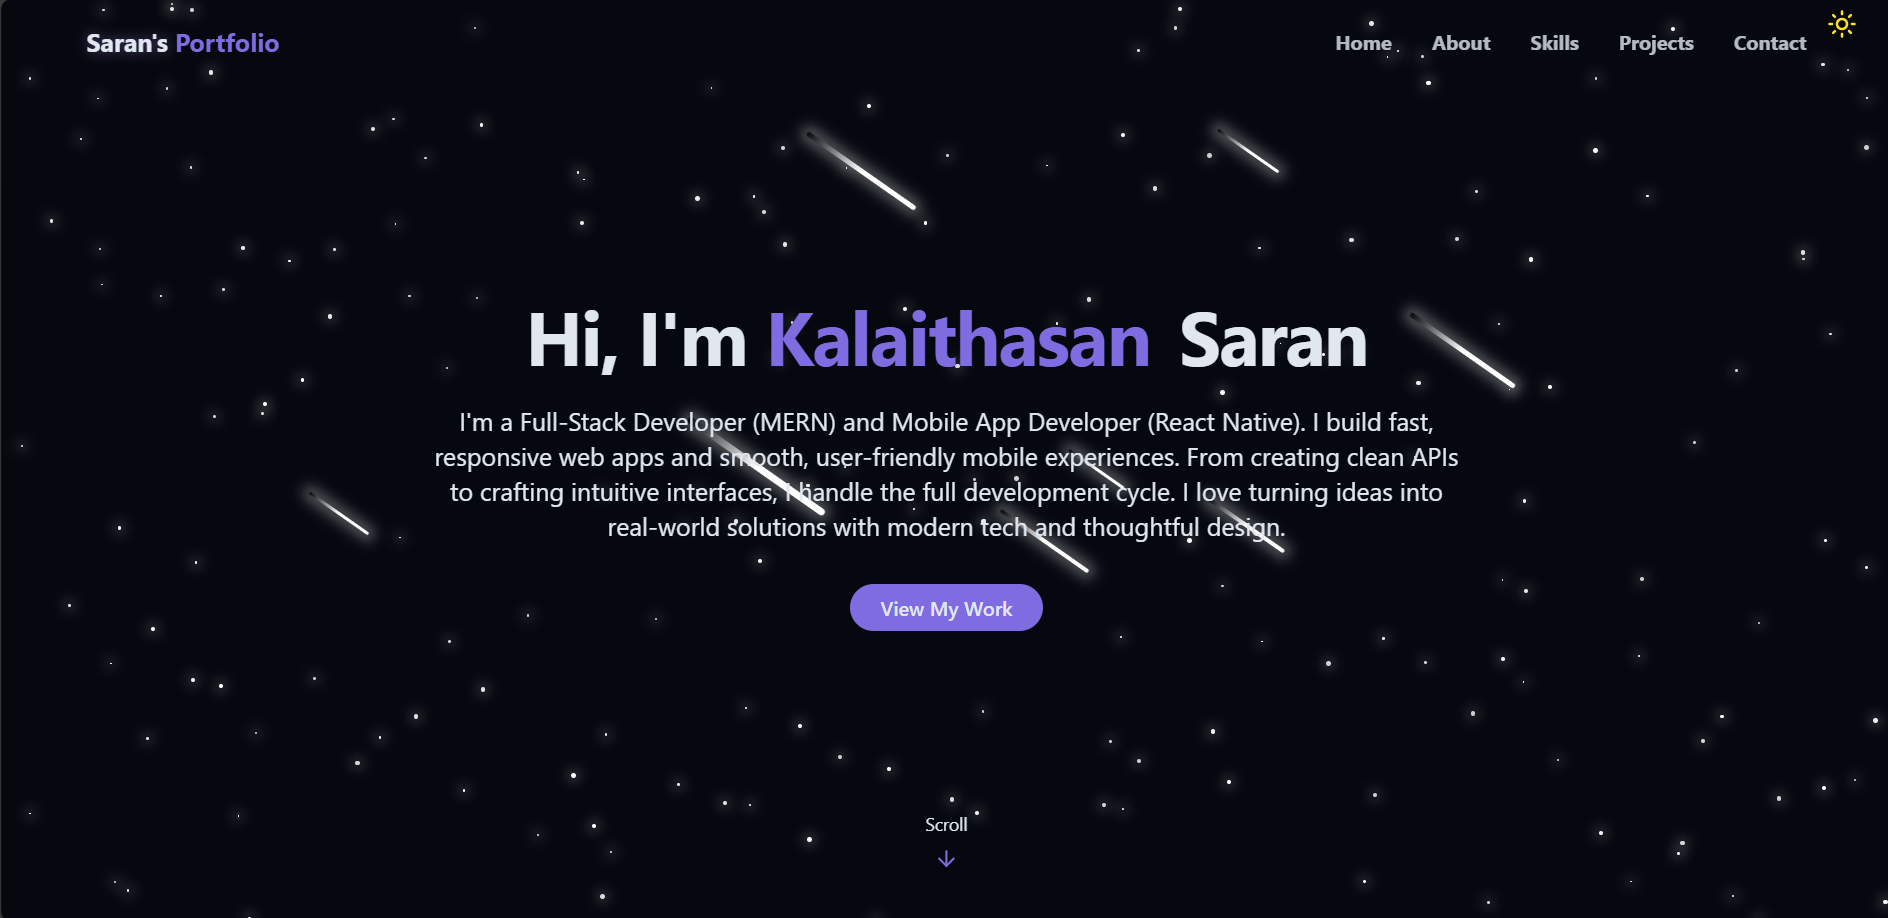 Saran's Portfolio
Home About Skills Projects Contact
Hi, I'm Kalaithasan Saran
I'm a Full-Stack Developer (MERN) and Mobile App Developer (React Native). I build fast,
responsive web apps and smooth, user-friendly mobile experiences. From creating clean APIs
to crafting intuitive interfaces, I handle the full development cycle. I love turning ideas into
real-world solutions with modern tech and thoughtful design.
View My Work
Scroll